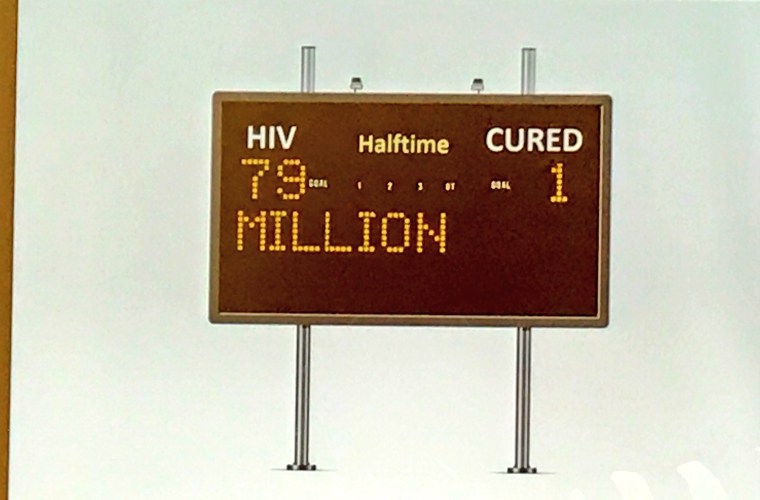 HIV Halftime CURED
79 GOAL 1 2 3 OT GOAL 1
MILLION